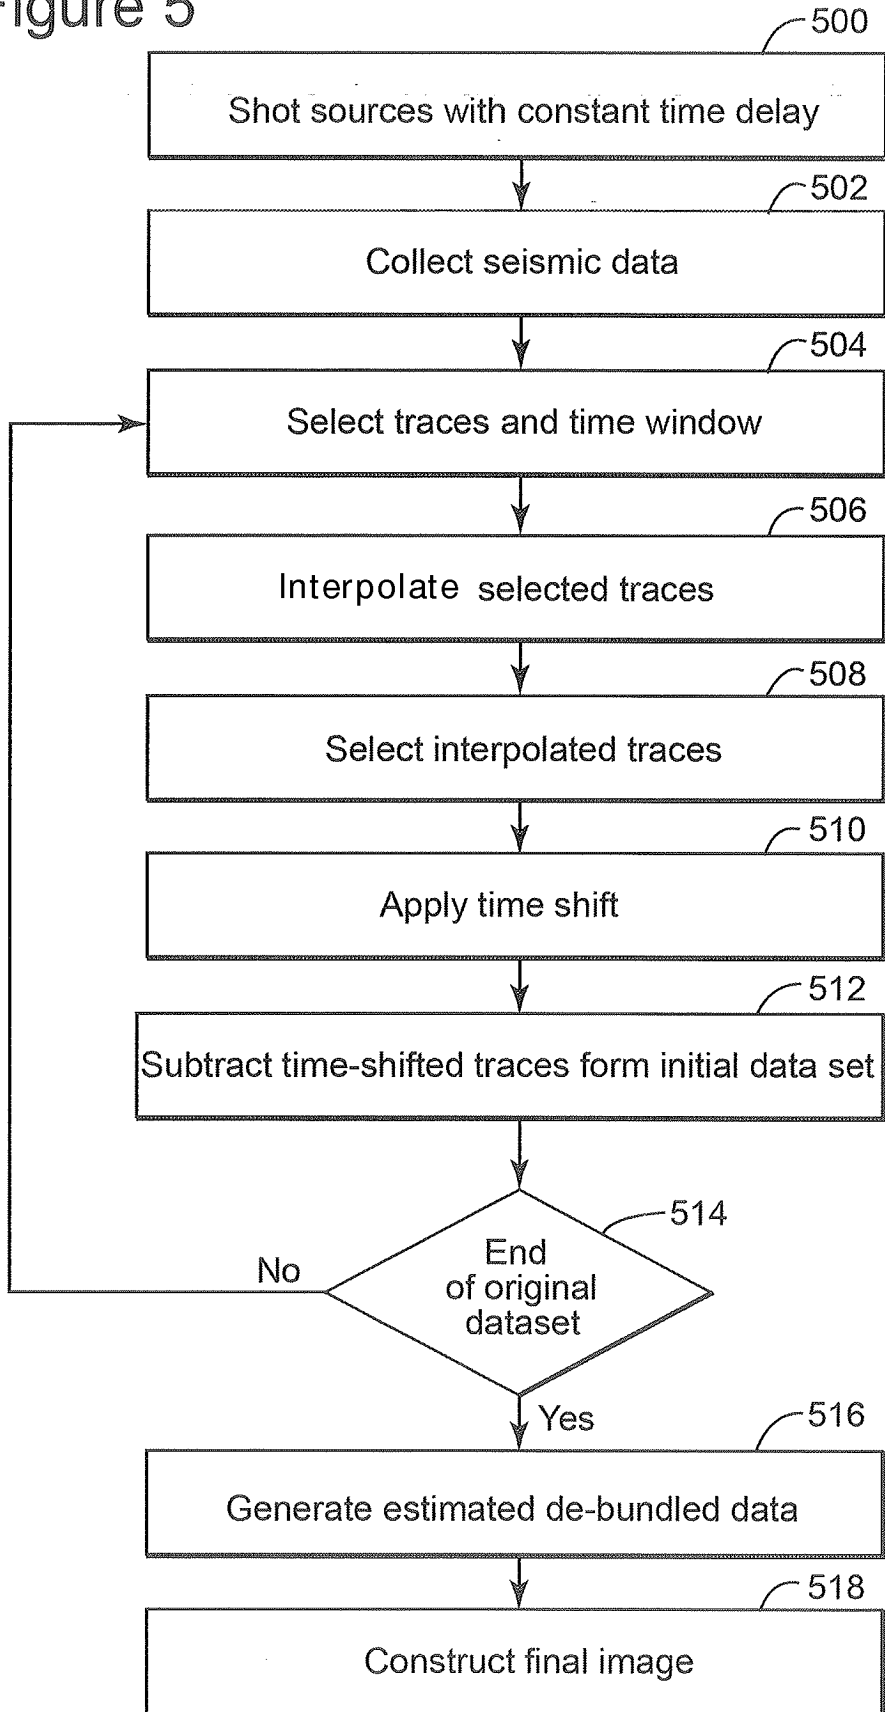 Figure 5
500
Shot sources with constant time delay
502
Collect seismic data
504
Select traces and time window
506
Interpolate selected traces
508
Select interpolated traces
510
Apply time shift
512
Subtract time-shifted traces form initial data set
514
End
of original
dataset
No
Yes
516
Generate estimated de-bundled data
518
Construct final image